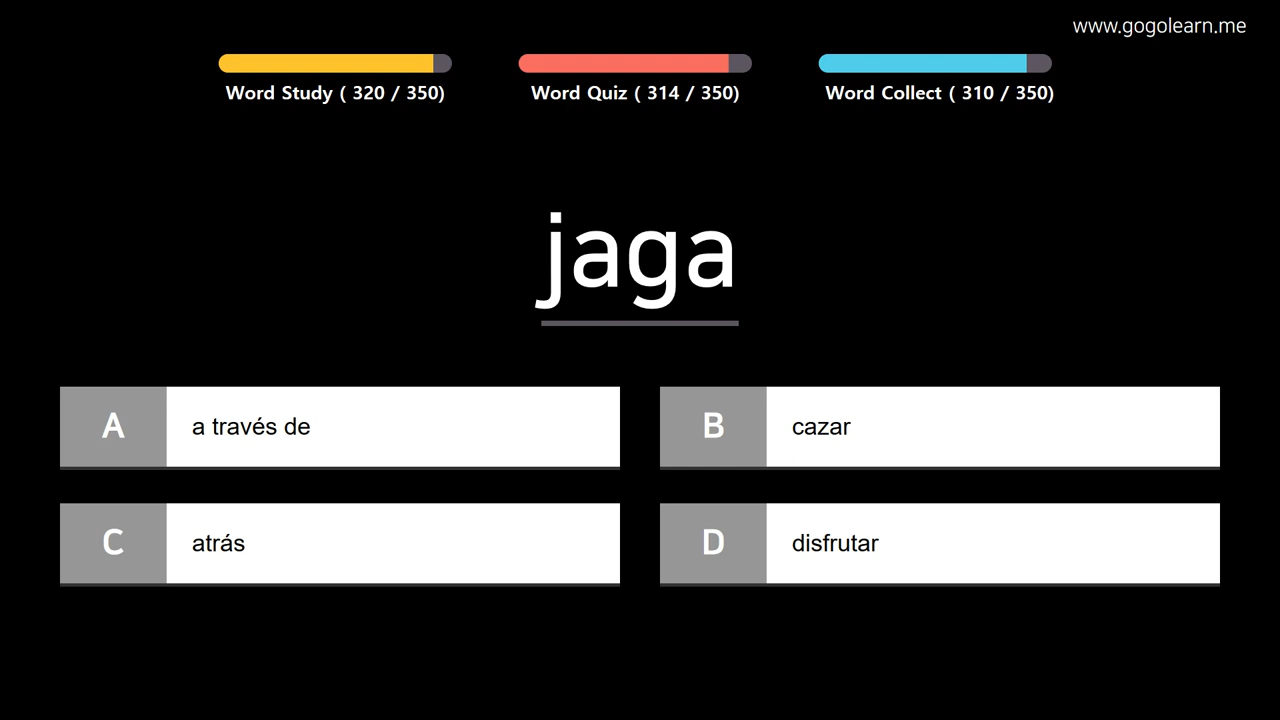 www.gogolearn.me
Word Study ( 320 / 350)
Word Quiz ( 314 / 350)
Word Collect ( 310 / 350)
jaga
A a través de
B cazar
C atrás
D disfrutar